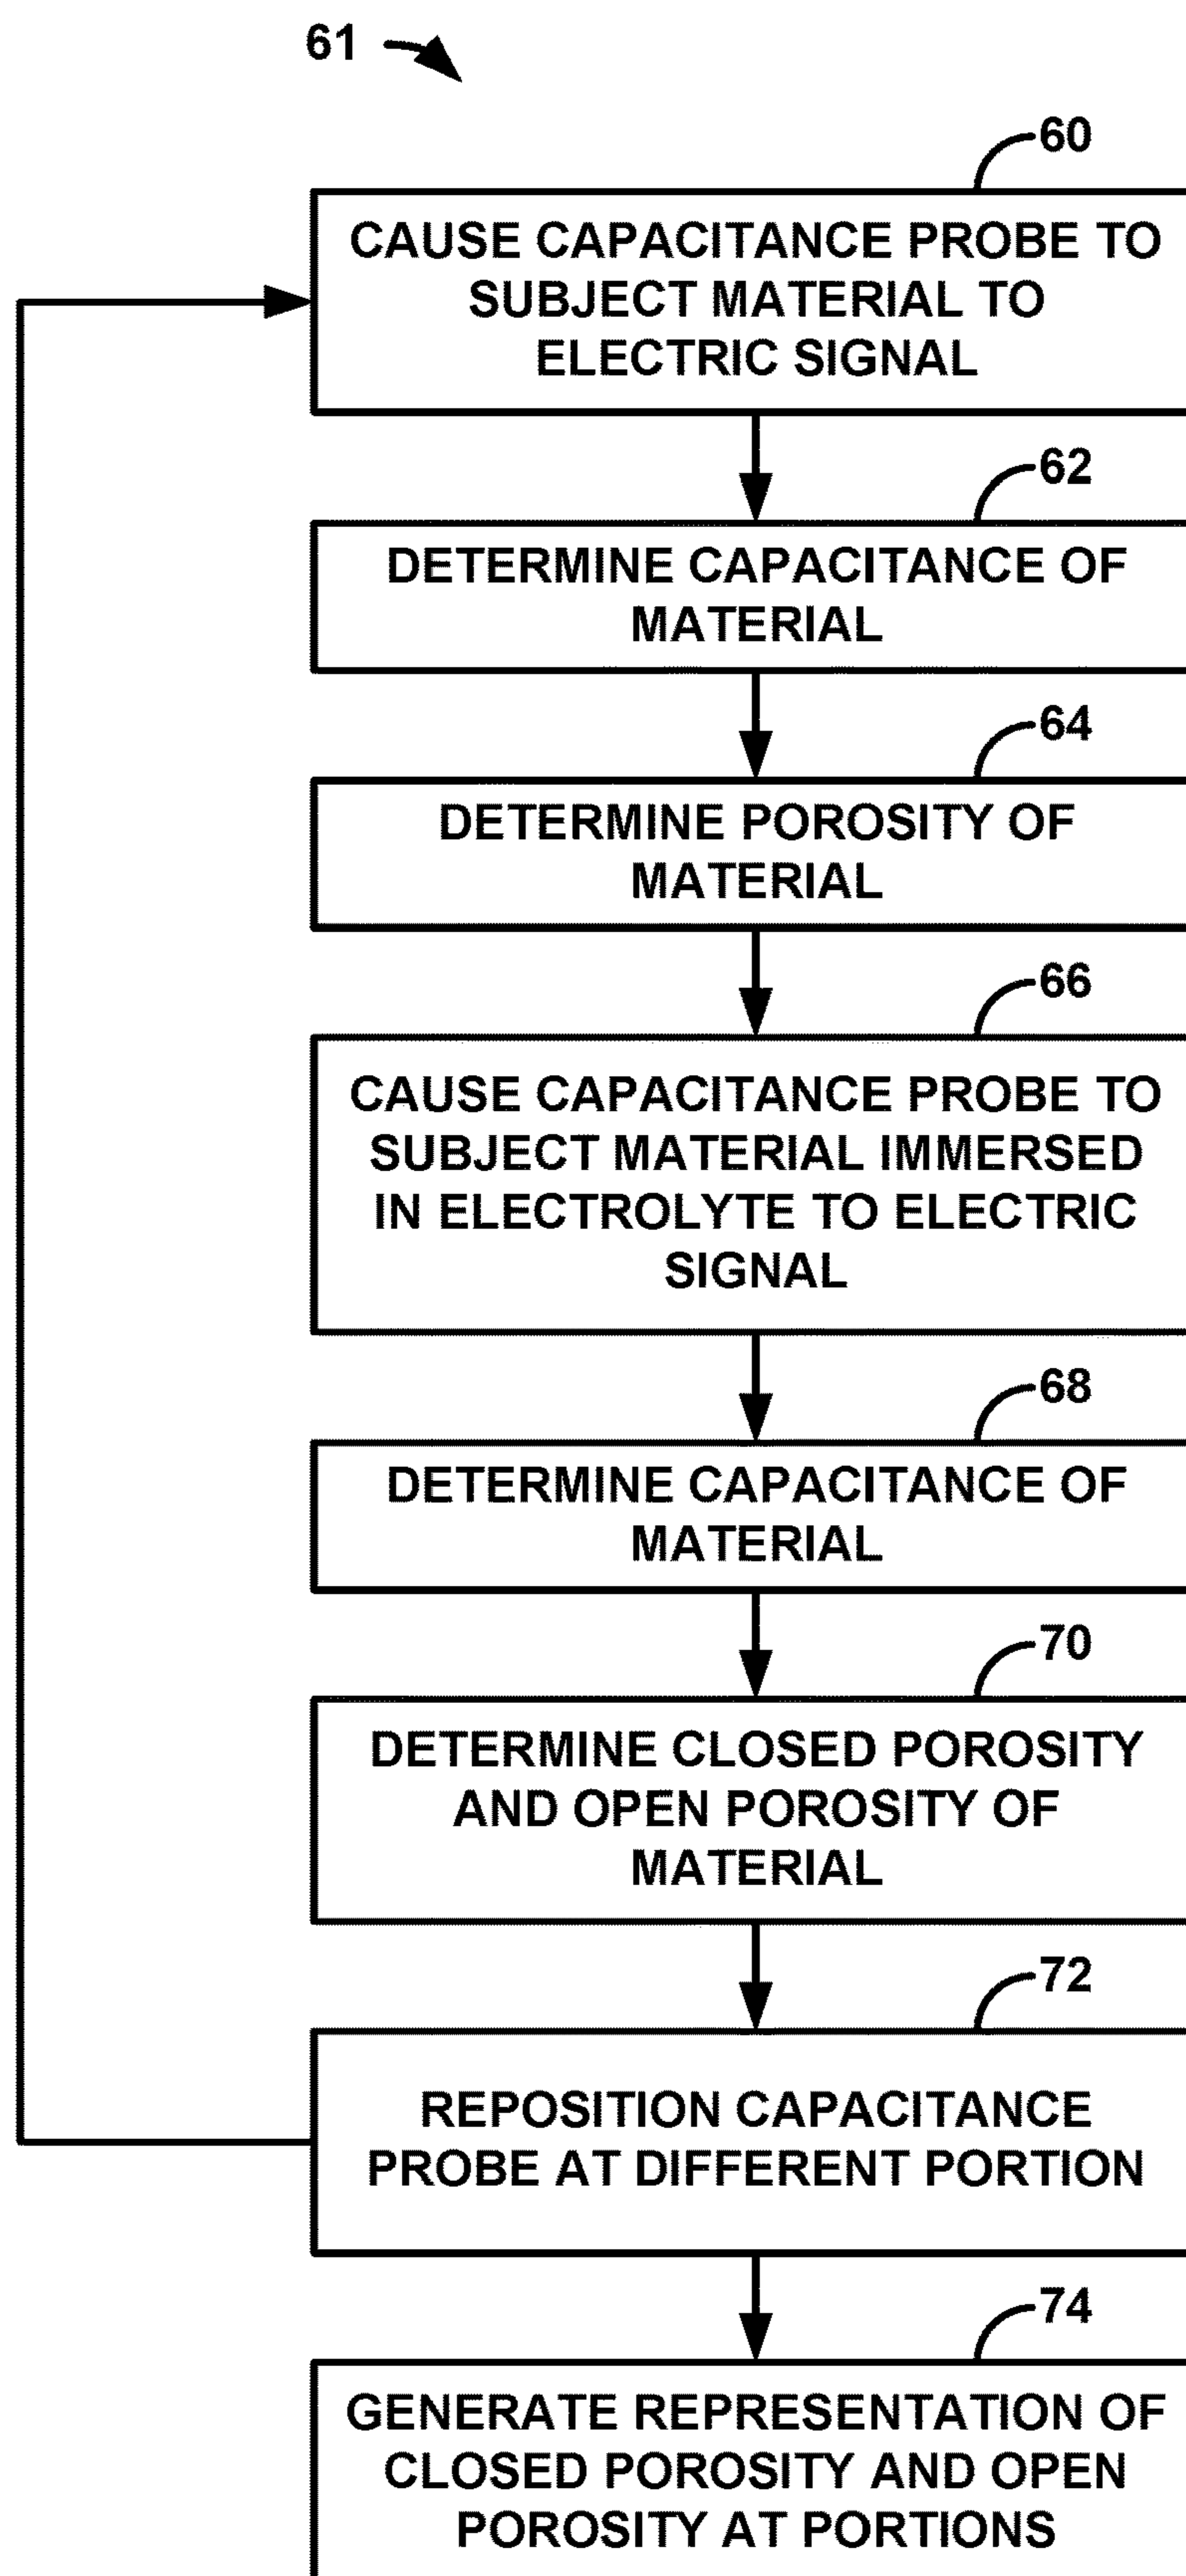 61
60
CAUSE CAPACITANCE PROBE TO
SUBJECT MATERIAL TO
ELECTRIC SIGNAL
62
DETERMINE CAPACITANCE OF
MATERIAL
64
DETERMINE POROSITY OF
MATERIAL
66
CAUSE CAPACITANCE PROBE TO
SUBJECT MATERIAL IMMERSED
IN ELECTROLYTE TO ELECTRIC
SIGNAL
68
DETERMINE CAPACITANCE OF
MATERIAL
70
DETERMINE CLOSED POROSITY
AND OPEN POROSITY OF
MATERIAL
72
REPOSITION CAPACITANCE
PROBE AT DIFFERENT PORTION
74
GENERATE REPRESENTATION OF
CLOSED POROSITY AND OPEN
POROSITY AT PORTIONS